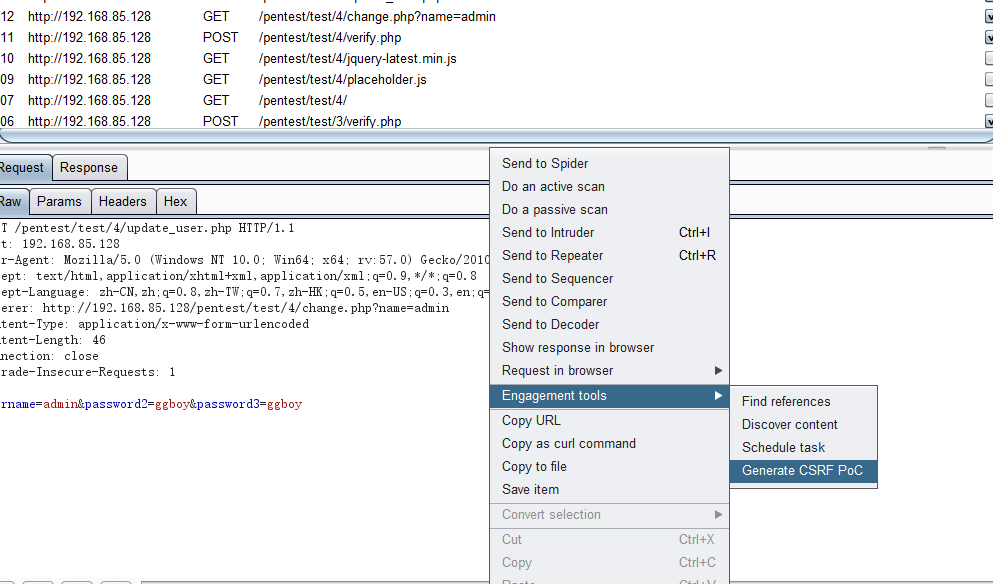 12 http://192.168.85.128 GET /pentest/test/4/change.php?name=admin
11 http://192.168.85.128 POST /pentest/test/4/verify.php
10 http://192.168.85.128 GET /pentest/test/4/jquery-latest.min.js
09 http://192.168.85.128 GET /pentest/test/4/placeholder.js
07 http://192.168.85.128 GET /pentest/test/4/
06 http://192.168.85.128 POST /pentest/test/3/verify.php
Request Response
Raw Params Headers Hex
T /pentest/test/4/update_user.php HTTP/1.1
t: 192.168.85.128
r-Agent: Mozilla/5.0 (Windows NT 10.0; Win64; x64; rv:57.0) Gecko/2010
ept: text/html,application/xhtml+xml,application/xml;q=0.9,*/*;q=0.8
ept-Language: zh-CN,zh;q=0.8,zh-TW;q=0.7,zh-HK;q=0.5,en-US;q=0.3,en;q=
erer: http://192.168.85.128/pentest/test/4/change.php?name=admin
tent-Type: application/x-www-form-urlencoded
tent-Length: 46
nection: close
rade-Insecure-Requests: 1
rname=admin&password2=ggboy&password3=ggboy
Send to Spider
Do an active scan
Do a passive scan
Send to Intruder Ctrl+I
Send to Repeater Ctrl+R
Send to Sequencer
Send to Comparer
Send to Decoder
Show response in browser
Request in browser
Engagement tools
Find references
Discover content
Schedule task
Generate CSRF PoC
Copy URL
Copy as curl command
Copy to file
Save item
Convert selection
Cut Ctrl+X
Copy Ctrl+C
Paste Ctrl+V